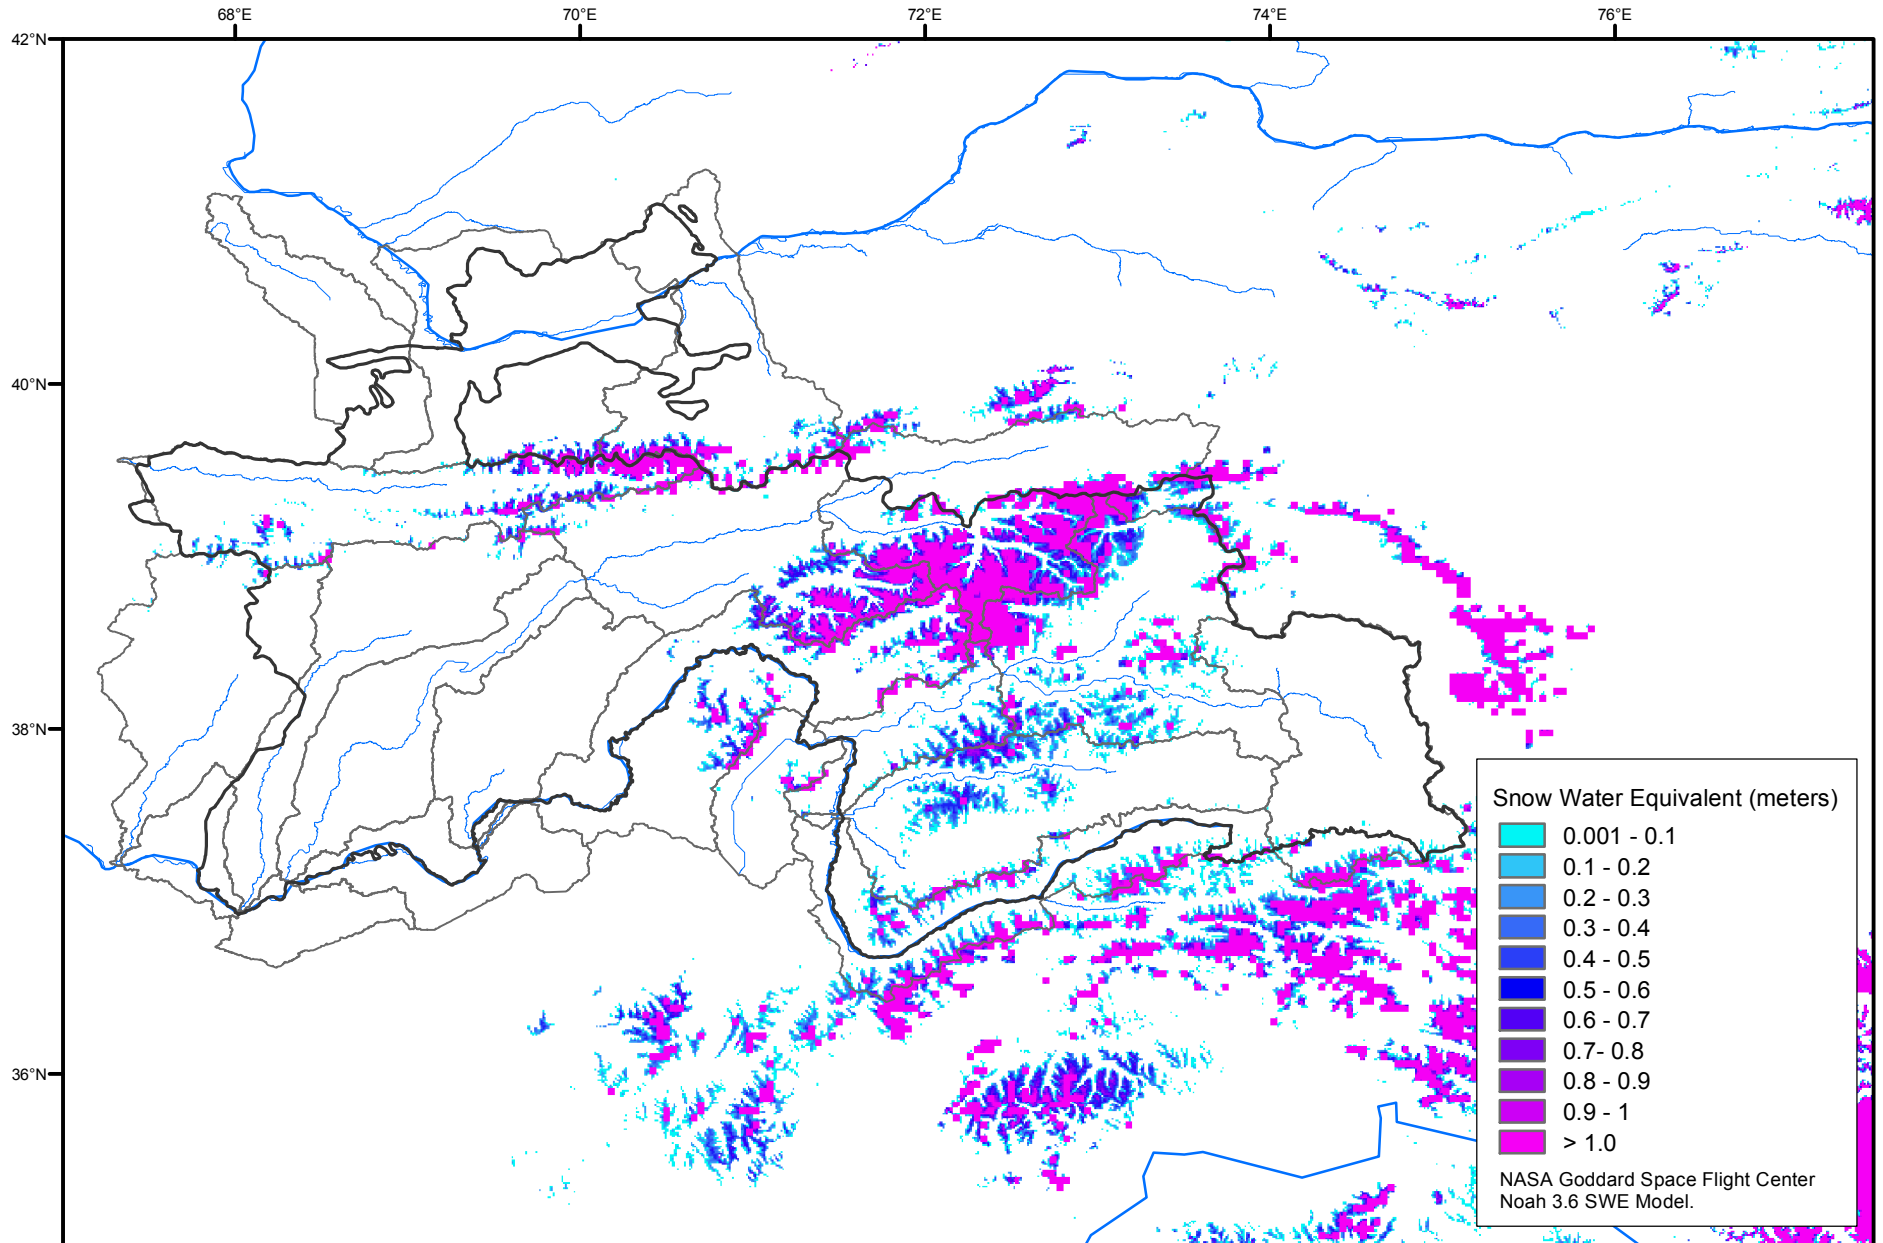 68°E
70°E
72°E
74°E
76°E
42°N
40°N
38°N
36°N
Snow Water Equivalent (meters)
0.001 - 0.1
0.1 - 0.2
0.2 - 0.3
0.3 - 0.4
0.4 - 0.5
0.5 - 0.6
0.6 - 0.7
0.7- 0.8
0.8 - 0.9
0.9 - 1
> 1.0
NASA Goddard Space Flight Center
Noah 3.6 SWE Model.